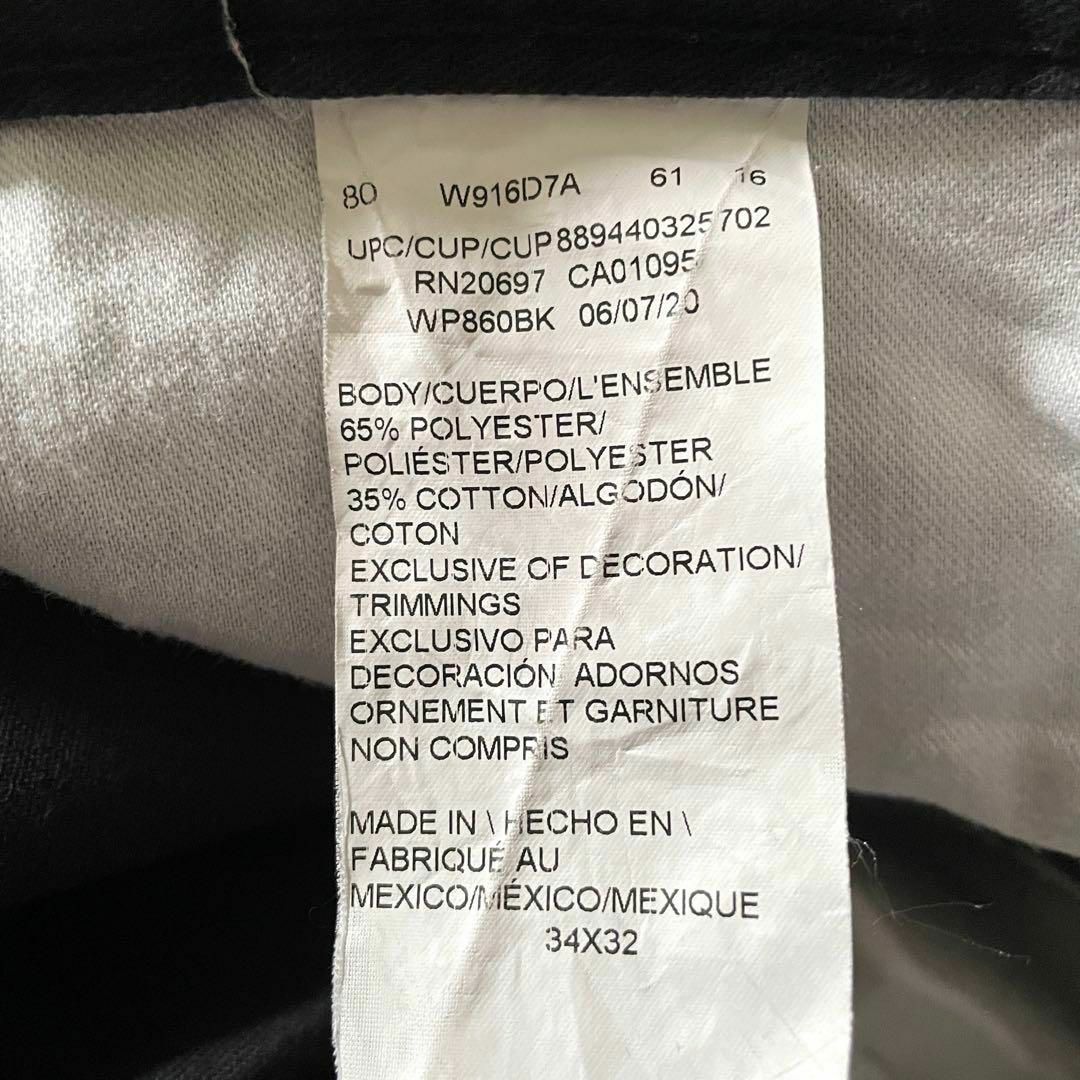 80 W916D7A 61 16
UPC/CUP/CUP889440325702
RN20697 CA01095
WP860BK 06/07/20
BODY/CUERPO/L'ENSEMBLE
65% POLYESTER/
POLIÉSTER/POLYESTER
35% COTTON/ALGODÓN/
COTON
EXCLUSIVE OF DECORATION/
TRIMMINGS
EXCLUSIVO PARA
DECORACIÓN ADORNOS
ORNEMENT ET GARNITURE
NON COMPRIS
MADE IN \ HECHO EN \
FABRIQUÉ AU
MEXICO/MÉXICO/MEXIQUE
34X32